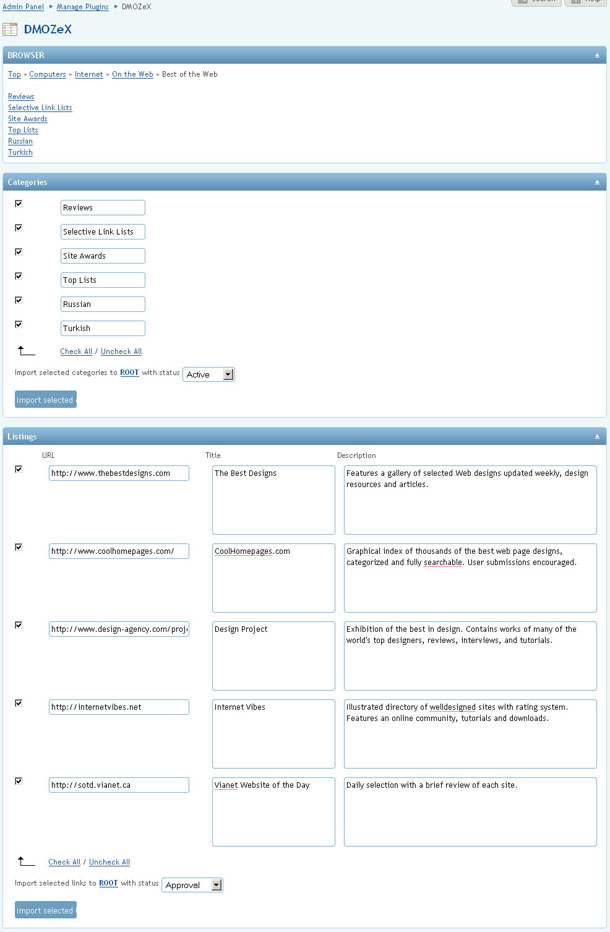 Admin Panel ▸ Manage Plugins ▸ DMOZeX
DMOZeX
BROWSER
Top » Computers » Internet » On the Web » Best of the Web
Reviews
Selective Link Lists
Site Awards
Top Lists
Russian
Turkish
Categories
Reviews
Selective Link Lists
Site Awards
Top Lists
Russian
Turkish
Check All / Uncheck All
Import selected categories to ROOT with status Active
Import selected
Listings
URL Title Description
http://www.thebestdesigns.com The Best Designs Features a gallery of selected Web designs updated weekly, design
resources and articles.
http://www.coolhomepages.com/ CoolHomepages.com Graphical index of thousands of the best web page designs,
categorized and fully searchable. User submissions encouraged.
http://www.design-agency.com/proj Design Project Exhibition of the best in design. Contains works of many of the
world's top designers, reviews, interviews, and tutorials.
http://internetvibes.net Internet Vibes Illustrated directory of welldesigned sites with rating system.
Features an online community, tutorials and downloads.
http://sotd.vianet.ca Vianet Website of the Day Daily selection with a brief review of each site.
Check All / Uncheck All
Import selected links to ROOT with status Approval
Import selected